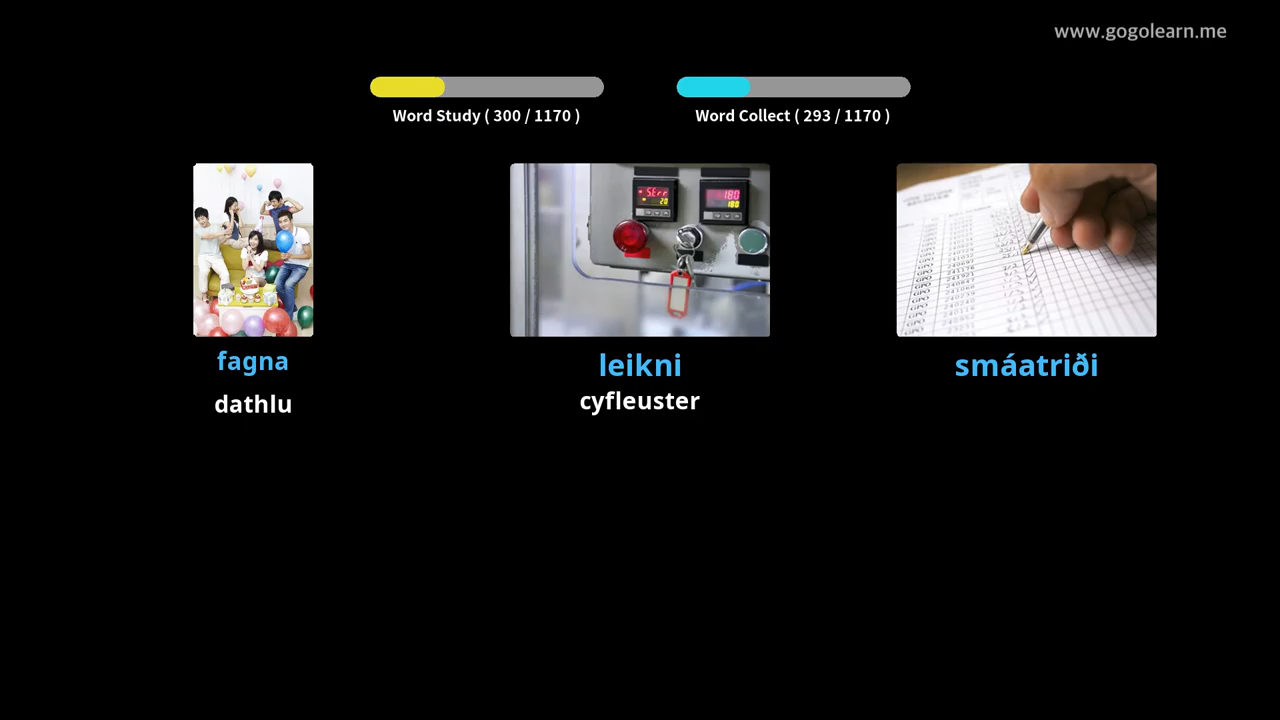 www.gogolearn.me
Word Study ( 300 / 1170 )
Word Collect ( 293 / 1170 )
fagna
dathlu
leikni
cyfleuster
smáatriði